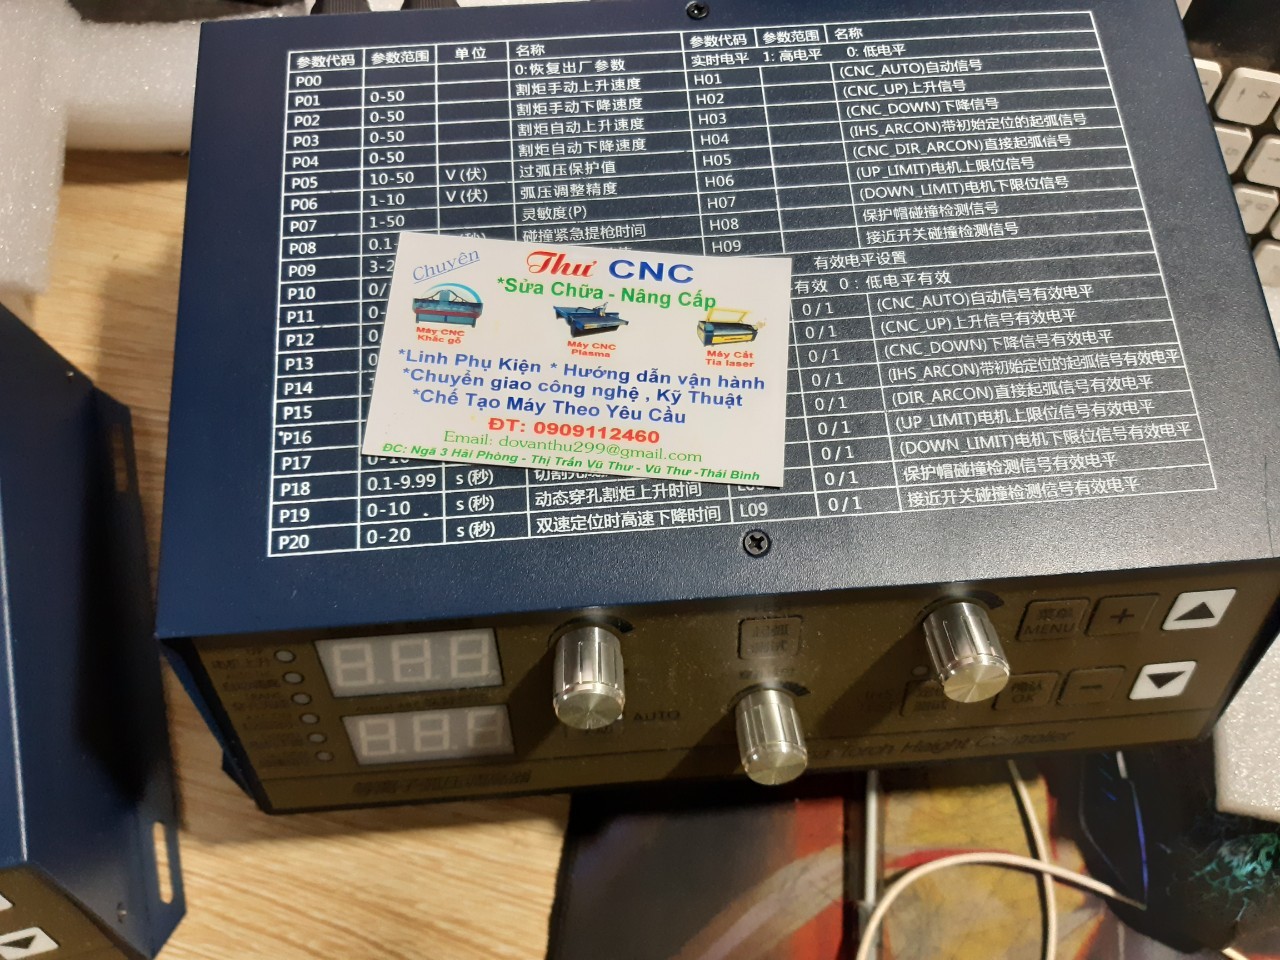 参数代码 参数范围 单位 名称 参数代码 参数范围 名称
P00 0:恢复出厂参数 实时电平 1: 高电平 0: 低电平
P01 0-50 割炬手动上升速度 H01 (CNC_AUTO)自动信号
P02 0-50 割炬手动下降速度 H02 (CNC_UP)上升信号
P03 0-50 割炬自动上升速度 H03 (CNC_DOWN)下降信号
P04 0-50 割炬自动下降速度 H04 (IHS_ARCON)带初始定位的起弧信号
P05 10-50 V(伏) 过弧压保护值 H05 (CNC_DIR_ARCON)直接起弧信号
P06 1-10 V(伏) 弧压调整精度 H06 (UP_LIMIT)电机上限位信号
P07 1-50 灵敏度(P) H07 (DOWN_LIMIT)电机下限位信号
P08 0.1- 碰撞紧急提枪时间 H08 保护帽碰撞检测信号
P09 3-2 H09 接近开关碰撞检测信号
P10 0/ 有效电平设置
P11 0- 有效 0: 低电平有效
P12 0 0/1 (CNC_AUTO)自动信号有效电平
P13 0/1 (CNC_UP)上升信号有效电平
P14 0/1 (CNC_DOWN)下降信号有效电平
P15 0/1 (IHS_ARCON)带初始定位的起弧信号有效电平
*P16 0/1 (DIR_ARCON)直接起弧信号有效电平
P17 0-10 0/1 (UP_LIMIT)电机上限位信号有效电平
P18 0.1-9.99 s(秒) 0/1 (DOWN_LIMIT)电机下限位信号有效电平
P19 0-10 s(秒) 动态穿孔割炬上升时间 0/1 保护帽碰撞检测信号有效电平
P20 0-20 s(秒) 双速定位时高速下降时间 L09 0/1 接近开关碰撞检测信号有效电平
Chuyên
Thư CNC
*Sửa Chữa - Nâng Cấp
Máy CNC Khắc gỗ
Máy CNC Plasma
Máy Cắt Tia laser
*Linh Phụ Kiện * Hướng dẫn vận hành
*Chuyển giao công nghệ , Kỹ Thuật
*Chế Tạo Máy Theo Yêu Cầu
ĐT: 0909112460
Email: dovanthu299@gmail.com
ĐC: Ngã 3 Hải Phòng - Thị Trấn Vũ Thư - Vũ Thư -Thái Bình
菜单
MENU
+
确认
OK
-
AUTO
Torch Height Controller